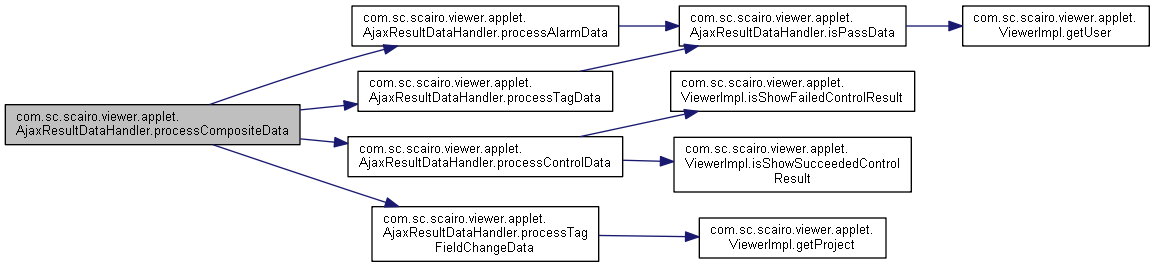 com.sc.scairo.viewer.applet.
AjaxResultDataHandler.processCompositeData
com.sc.scairo.viewer.applet.
AjaxResultDataHandler.processAlarmData
com.sc.scairo.viewer.applet.
AjaxResultDataHandler.processTagData
com.sc.scairo.viewer.applet.
AjaxResultDataHandler.processControlData
com.sc.scairo.viewer.applet.
AjaxResultDataHandler.processTag
FieldChangeData
com.sc.scairo.viewer.applet.
AjaxResultDataHandler.isPassData
com.sc.scairo.viewer.applet.
ViewerImpl.isShowFailedControlResult
com.sc.scairo.viewer.applet.
ViewerImpl.isShowSucceededControl
Result
com.sc.scairo.viewer.applet.
ViewerImpl.getProject
com.sc.scairo.viewer.applet.
ViewerImpl.getUser